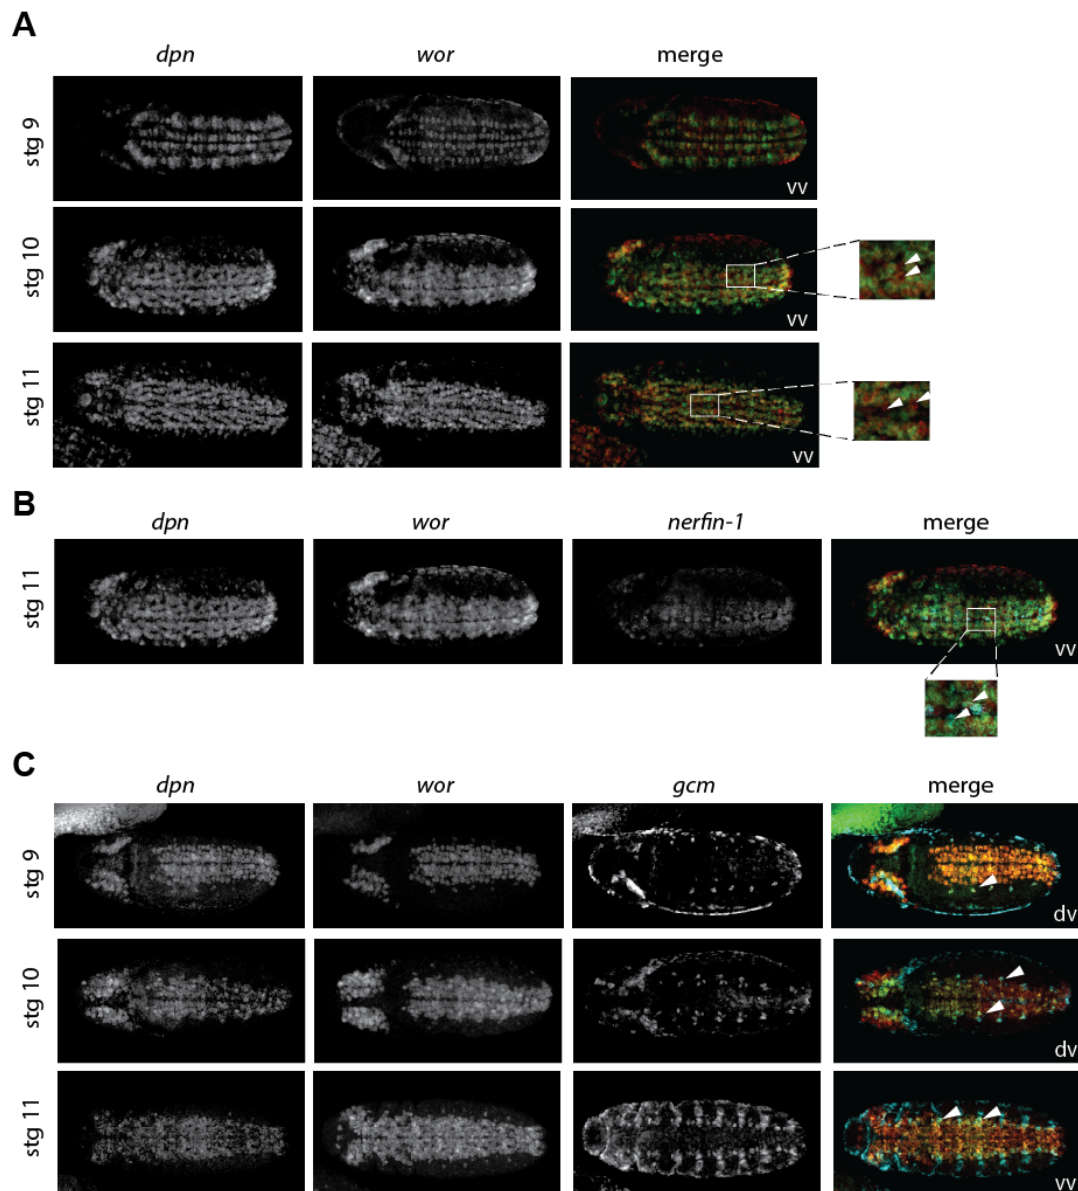 A
dpn wor merge
stg 9
vv
stg 10
vv
stg 11
vv
B
dpn wor nerfin-1 merge
stg 11
vv
C
dpn wor gcm merge
stg 9
dv
stg 10
dv
stg 11
vv